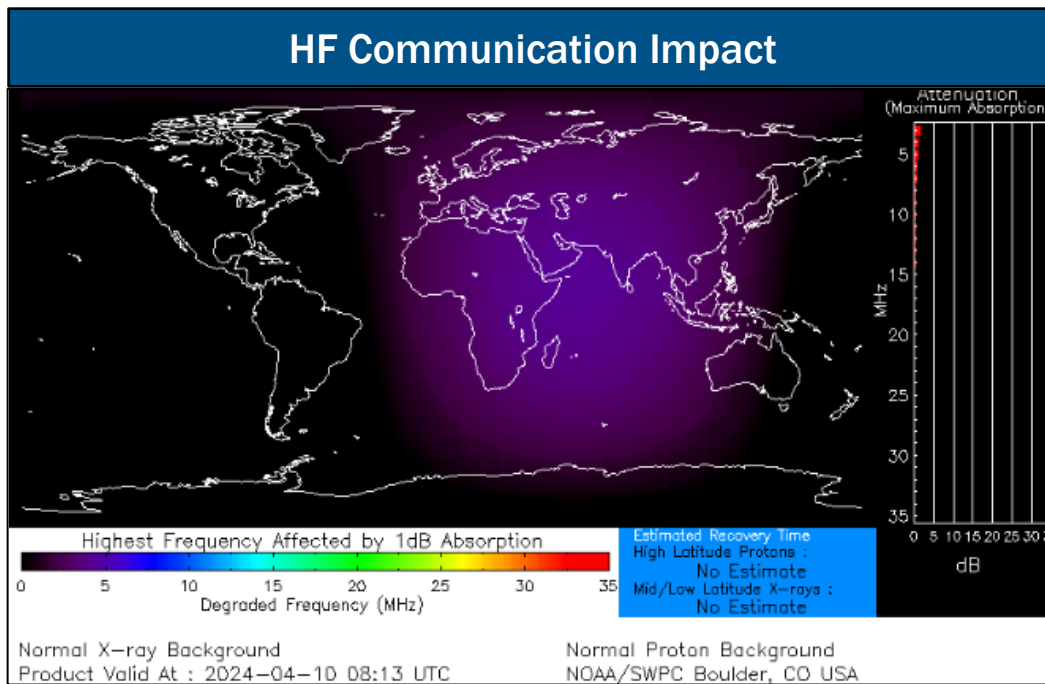 HF Communication Impact
Attenuation
(Maximum Absorption
5
10
15
20
25
30
35
MHz
0 5 10 15 20 25 30
dB
Highest Frequency Affected by 1dB Absorption
0 5 10 15 20 25 30 35
Degraded Frequency (MHz)
Estimated Recovery Time
High Latitude Protons :
No Estimate
Mid/Low Latitude X-rays :
No Estimate
Normal X-ray Background
Normal Proton Background
Product Valid At : 2024-04-10 08:13 UTC
NOAA/SWPC Boulder, CO USA